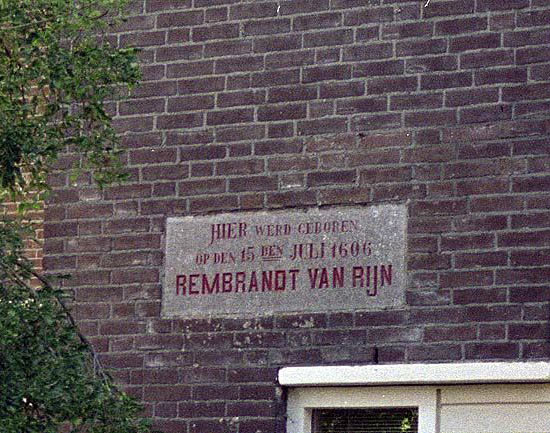 HIER WERD GEBOREN
OP DEN 15 DEN JULI 1606
REMBRANDT VAN RIJN